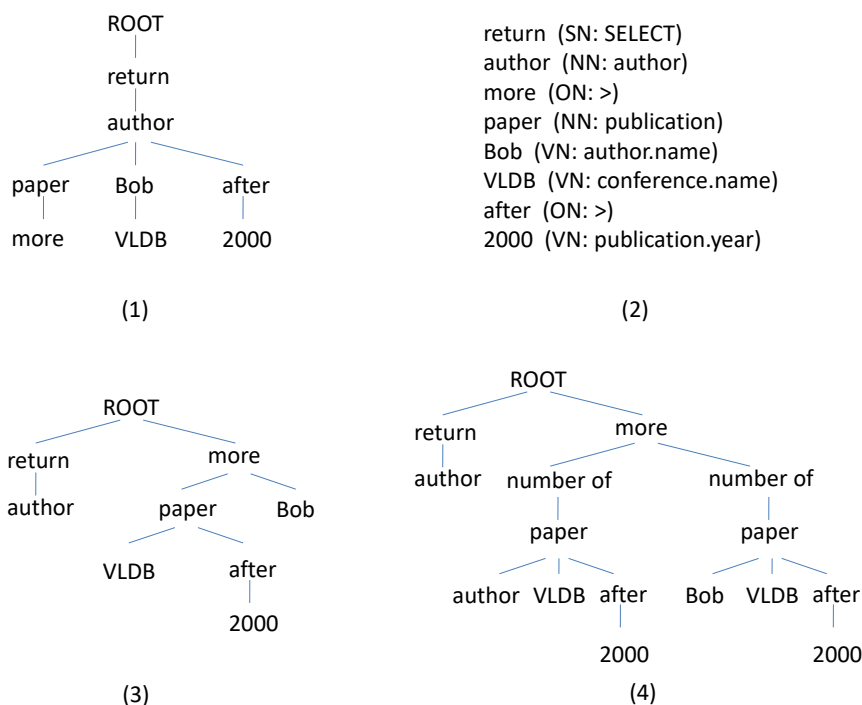 ROOT
return
author
paper Bob after
more VLDB 2000
(1)
return (SN: SELECT)
author (NN: author)
more (ON: >)
paper (NN: publication)
Bob (VN: author.name)
VLDB (VN: conference.name)
after (ON: >)
2000 (VN: publication.year)
(2)
ROOT
return more
author paper Bob
VLDB after
2000
(3)
ROOT
return more
author number of number of
paper paper
author VLDB after Bob VLDB after
2000 2000
(4)